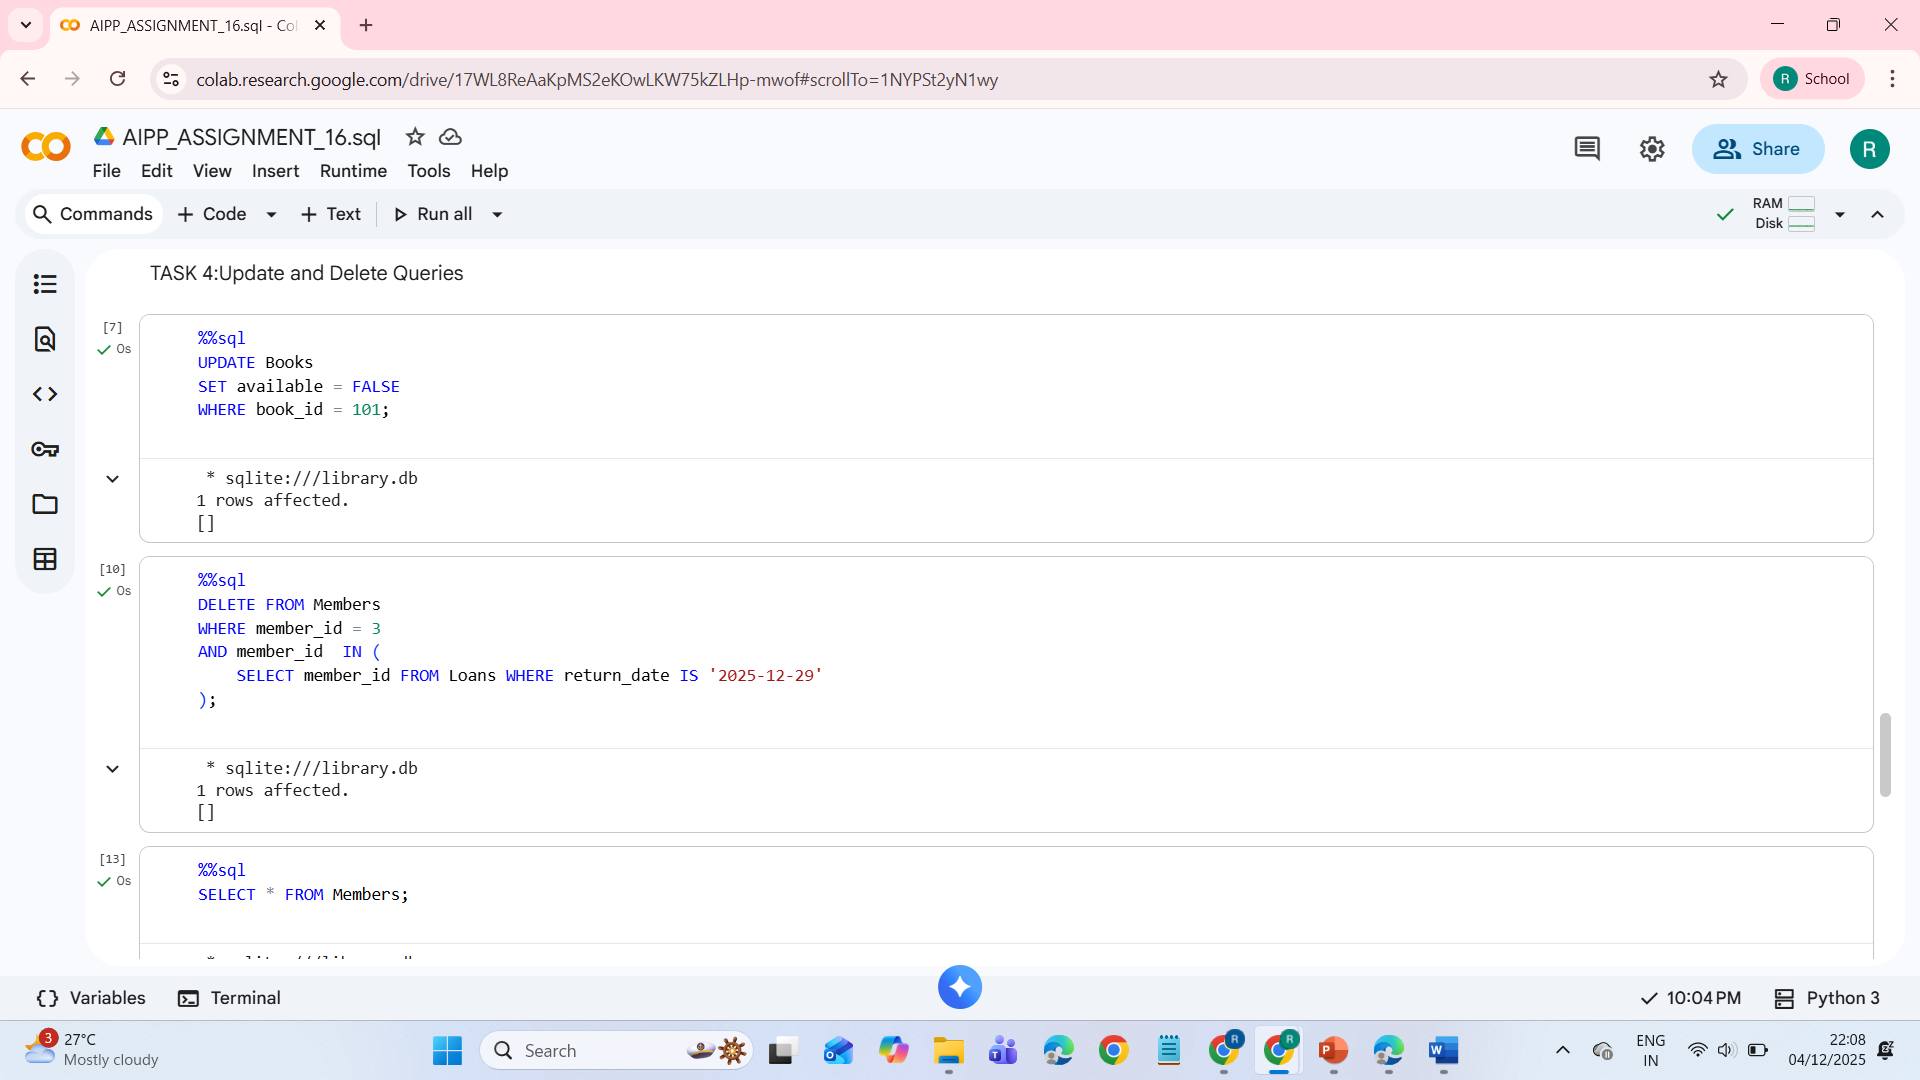 AIPP_ASSIGNMENT_16.sql - Col
colab.research.google.com/drive/17WL8ReAaKpMS2eKOwLKW75kZLHp-mwof#scrollTo=1NYPSt2yN1wy
R School
AIPP_ASSIGNMENT_16.sql
File Edit View Insert Runtime Tools Help
Share
R
Commands + Code + Text Run all
RAM
Disk
TASK 4:Update and Delete Queries
[7]
0s
%%sql
UPDATE Books
SET available = FALSE
WHERE book_id = 101;
* sqlite:///library.db
1 rows affected.
[]
[10]
0s
%%sql
DELETE FROM Members
WHERE member_id = 3
AND member_id  IN (
    SELECT member_id FROM Loans WHERE return_date IS '2025-12-29'
);
* sqlite:///library.db
1 rows affected.
[]
[13]
0s
%%sql
SELECT * FROM Members;
{} Variables Terminal
10:04 PM Python 3
3
27°C
Mostly cloudy
Search
R
R
ENG
IN
22:08
04/12/2025